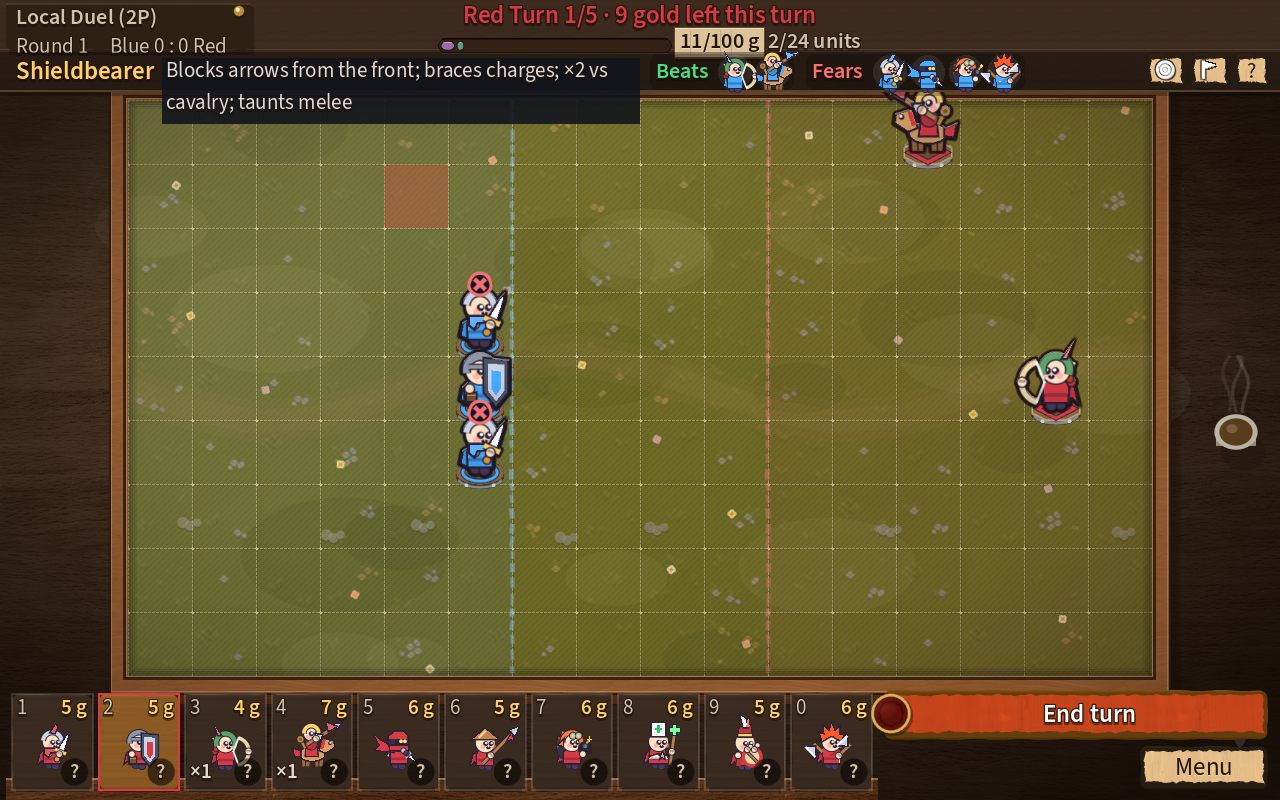 Local Duel (2P)
Round 1 Blue 0 : 0 Red
Red Turn 1/5 · 9 gold left this turn
11/100 g 2/24 units
Shieldbearer
Blocks arrows from the front; braces charges; ×2 vs
cavalry; taunts melee
Beats
Fears
?
1 5 g ?
2 5 g ?
3 4 g ×1 ?
4 7 g ×1 ?
5 6 g ?
6 5 g ?
7 6 g ?
8 6 g ?
9 5 g ?
0 6 g ?
End turn
Menu